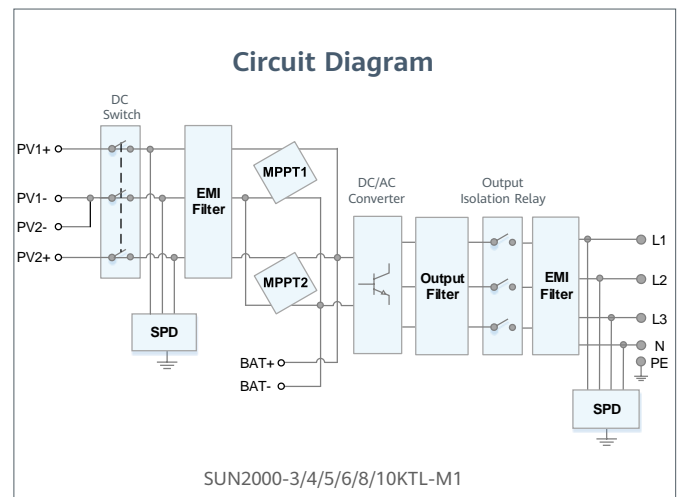 Circuit Diagram
DC
Switch
PV1+
PV1-
PV2-
PV2+
EMI
Filter
SPD
MPPT1
MPPT2
BAT+
BAT-
DC/AC
Converter
Output
Filter
Output
Isolation Relay
EMI
Filter
L1
L2
L3
N
PE
SPD
SUN2000-3/4/5/6/8/10KTL-M1